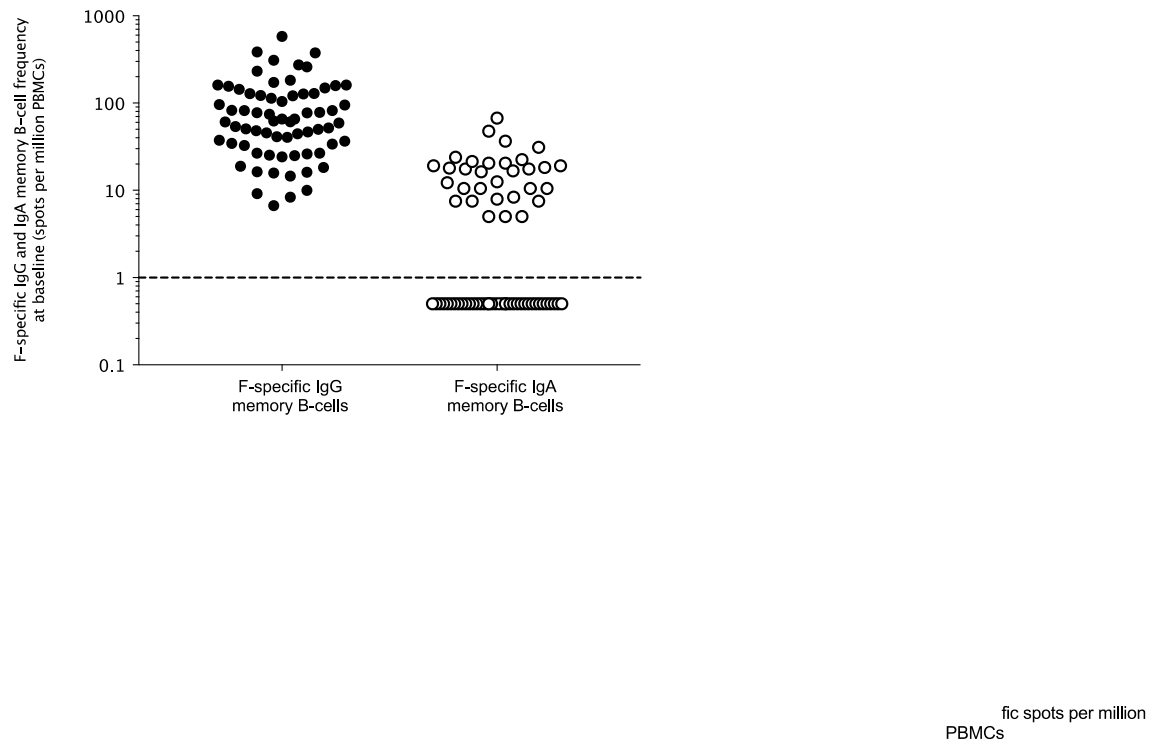 F-specific IgG and IgA memory B-cell frequency
at baseline (spots per million PBMCs)
1000
100
10
1
0.1
F-specific IgG
memory B-cells
F-specific IgA
memory B-cells
fic spots per million
PBMCs